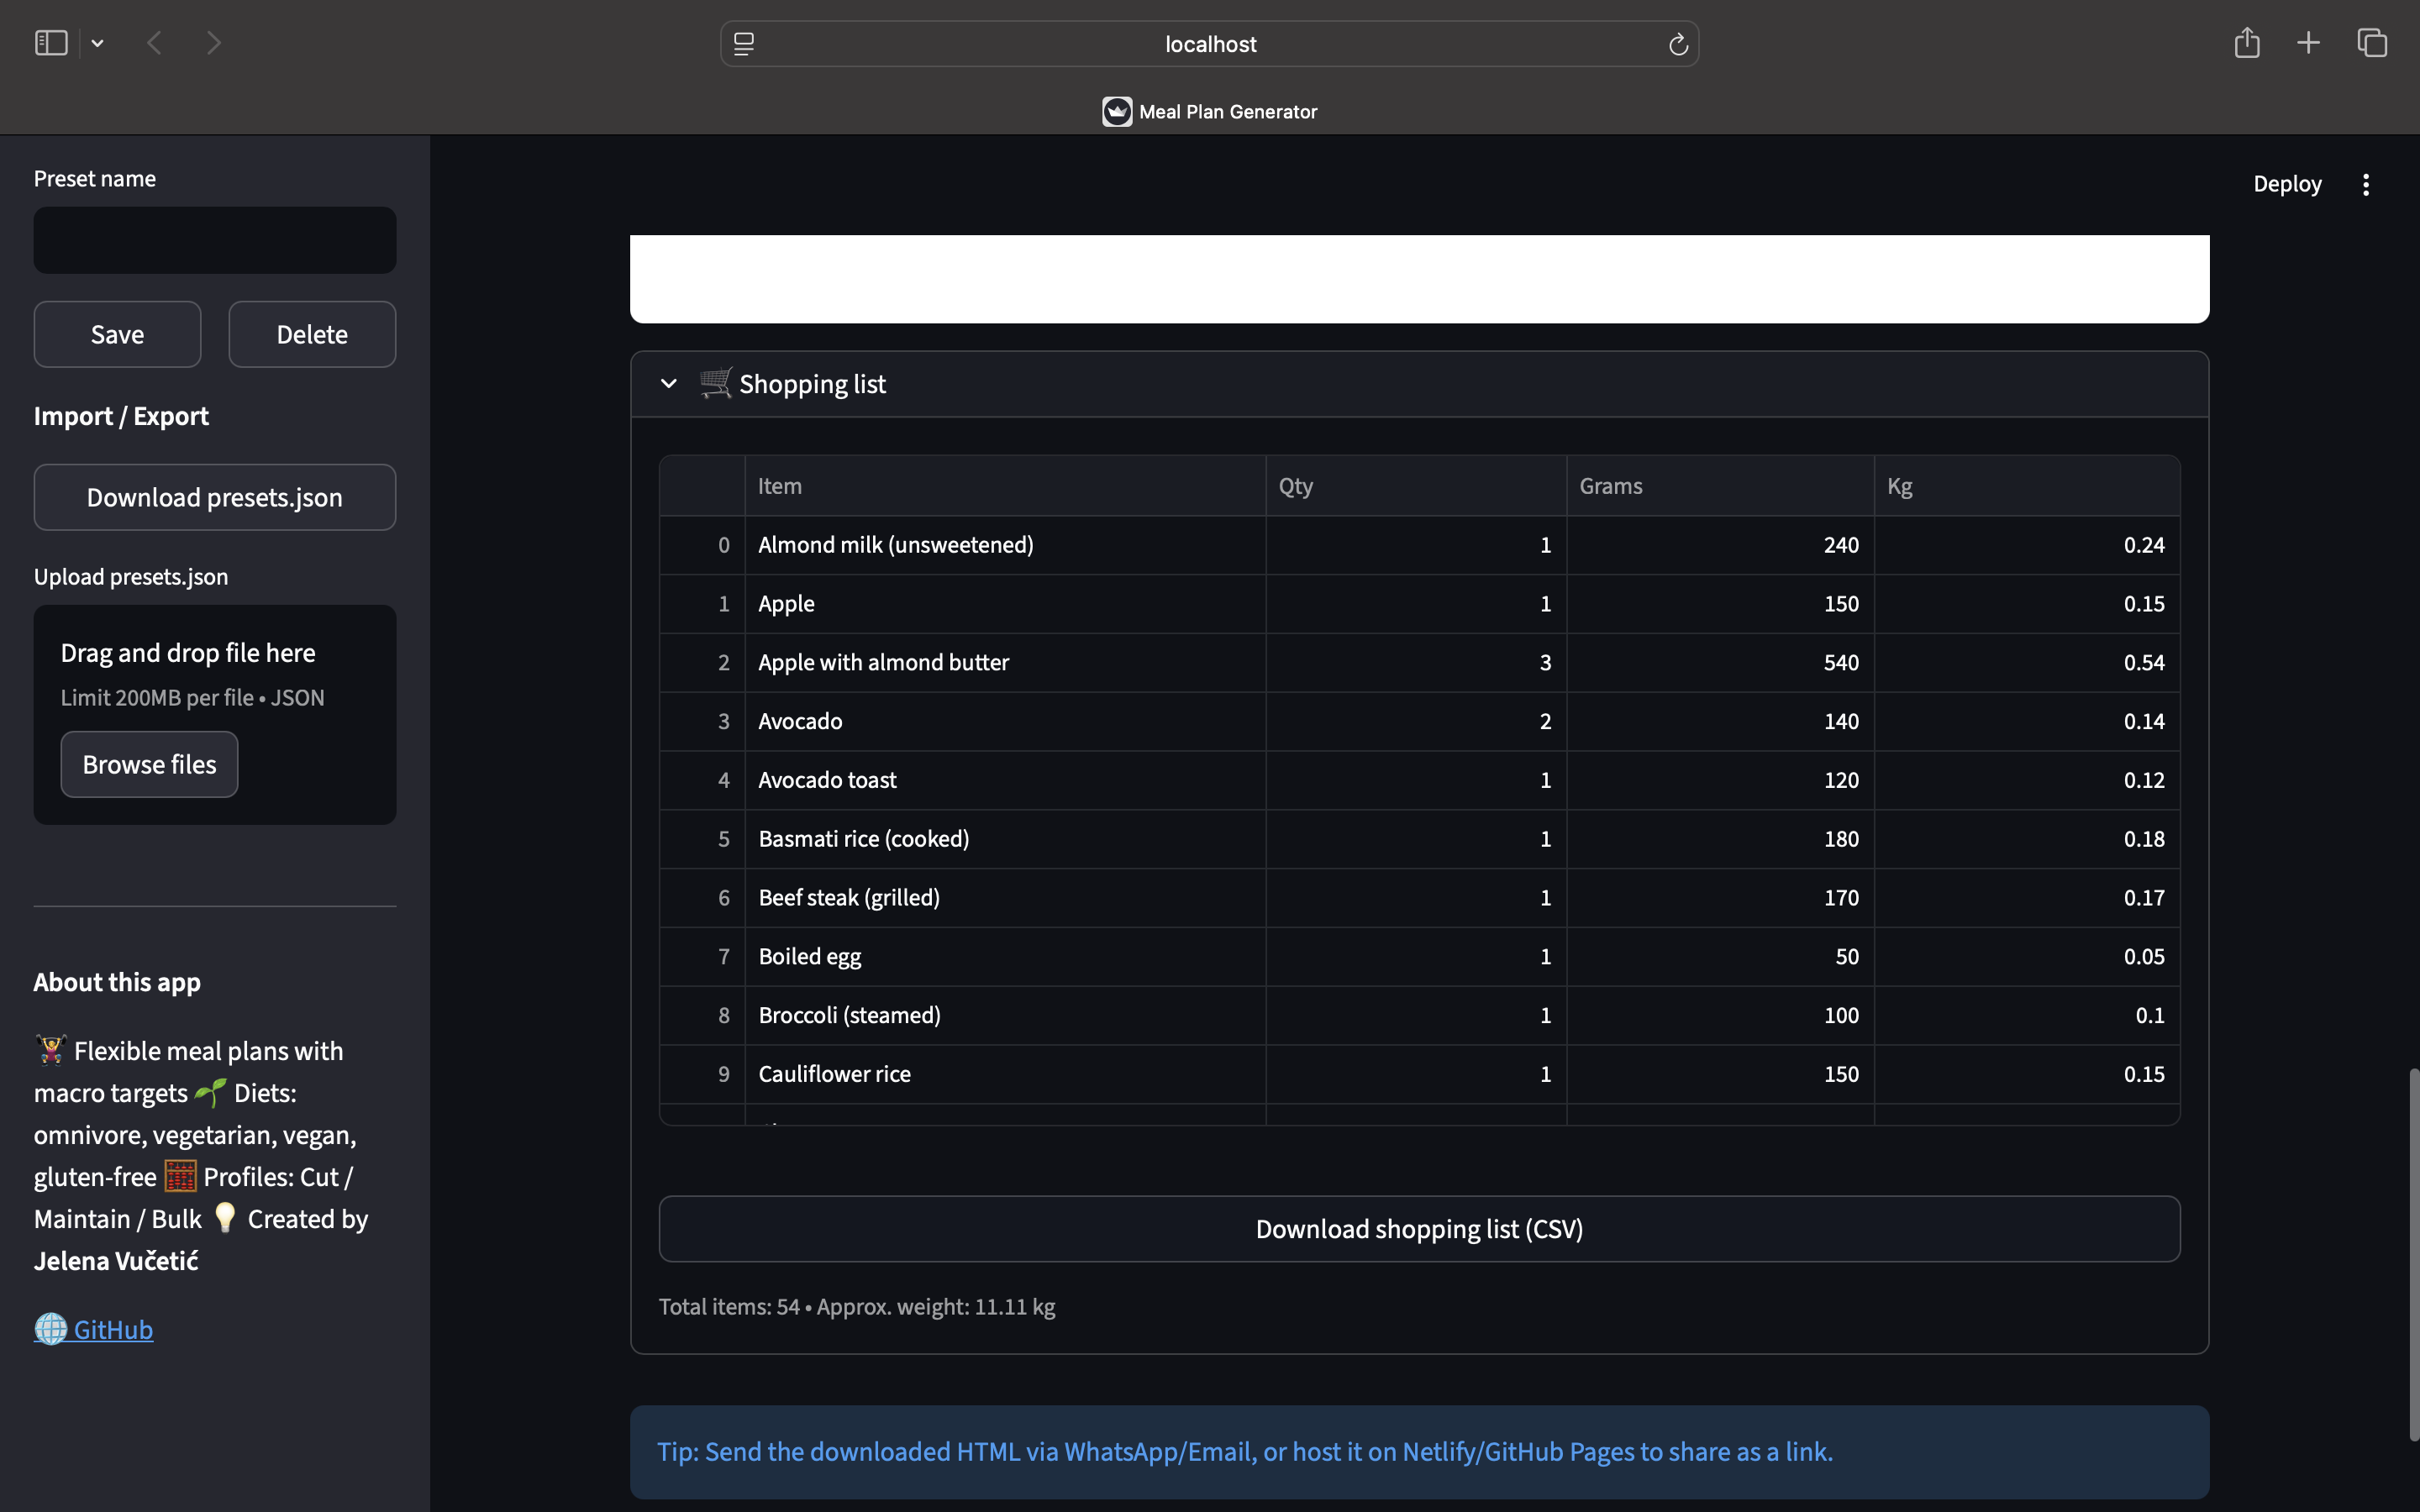 localhost
Meal Plan Generator
Preset name
Save
Delete
Import / Export
Download presets.json
Upload presets.json
Drag and drop file here
Limit 200MB per file • JSON
Browse files
About this app
🏋️‍♀️ Flexible meal plans with
macro targets 🌱 Diets:
omnivore, vegetarian, vegan,
gluten-free 🧮 Profiles: Cut /
Maintain / Bulk 💡 Created by
Jelena Vučetić
🌐 GitHub
Deploy
🛒 Shopping list
Item Qty Grams Kg
0 Almond milk (unsweetened) 1 240 0.24
1 Apple 1 150 0.15
2 Apple with almond butter 3 540 0.54
3 Avocado 2 140 0.14
4 Avocado toast 1 120 0.12
5 Basmati rice (cooked) 1 180 0.18
6 Beef steak (grilled) 1 170 0.17
7 Boiled egg 1 50 0.05
8 Broccoli (steamed) 1 100 0.1
9 Cauliflower rice 1 150 0.15
Download shopping list (CSV)
Total items: 54 • Approx. weight: 11.11 kg
Tip: Send the downloaded HTML via WhatsApp/Email, or host it on Netlify/GitHub Pages to share as a link.